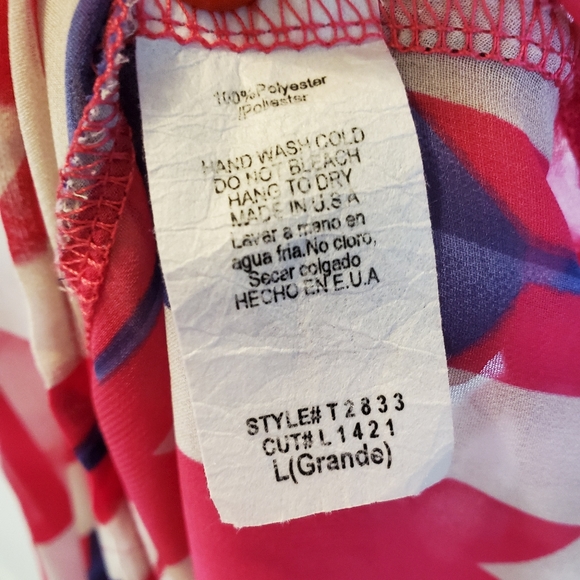 100% Polyester
/Poliester
HAND WASH COLD
DO NOT BLEACH
HANG TO DRY
MADE IN U.S.A
Lavar a mano en
agua fria.No cloro,
Secar colgado
HECHO EN E.U.A
STYLE# T2833
CUT# L1421
L(Grande)